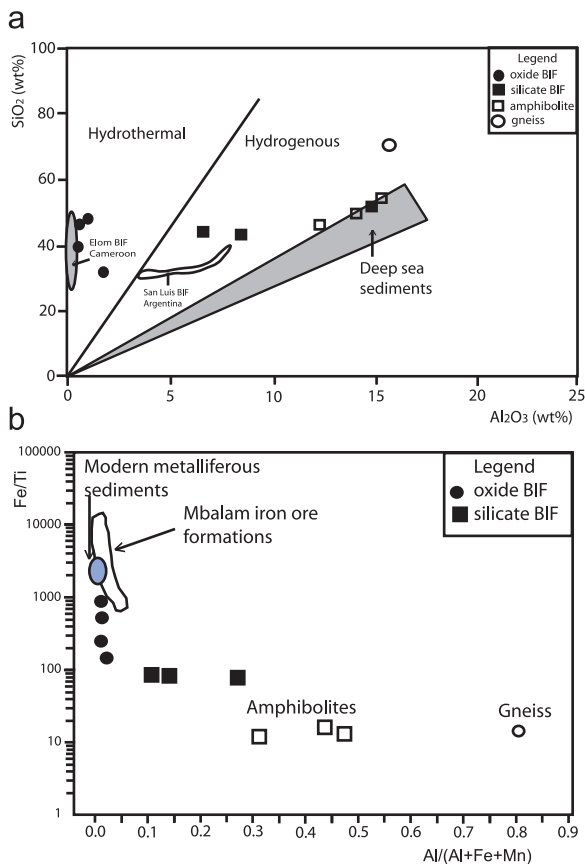 a
SiO₂ (wt%)
100
80
60
40
20
0
Hydrothermal
Hydrogenous
Legend
oxide BIF
silicate BIF
amphibolite
gneiss
Elom BIF
Cameroon
San Luis BIF
Argentina
Deep sea
sediments
0
5
10
15
20
25
Al₂O₃ (wt%)
b
Fe/Ti
100000
10000
1000
100
10
1
Modern metalliferous
sediments
Mbalam iron ore
formations
Legend
oxide BIF
silicate BIF
Amphibolites
Gneiss
0.0
0.1
0.2
0.3
0.4
0.5
0.6
0.7
0.8
0.9
Al/(Al+Fe+Mn)